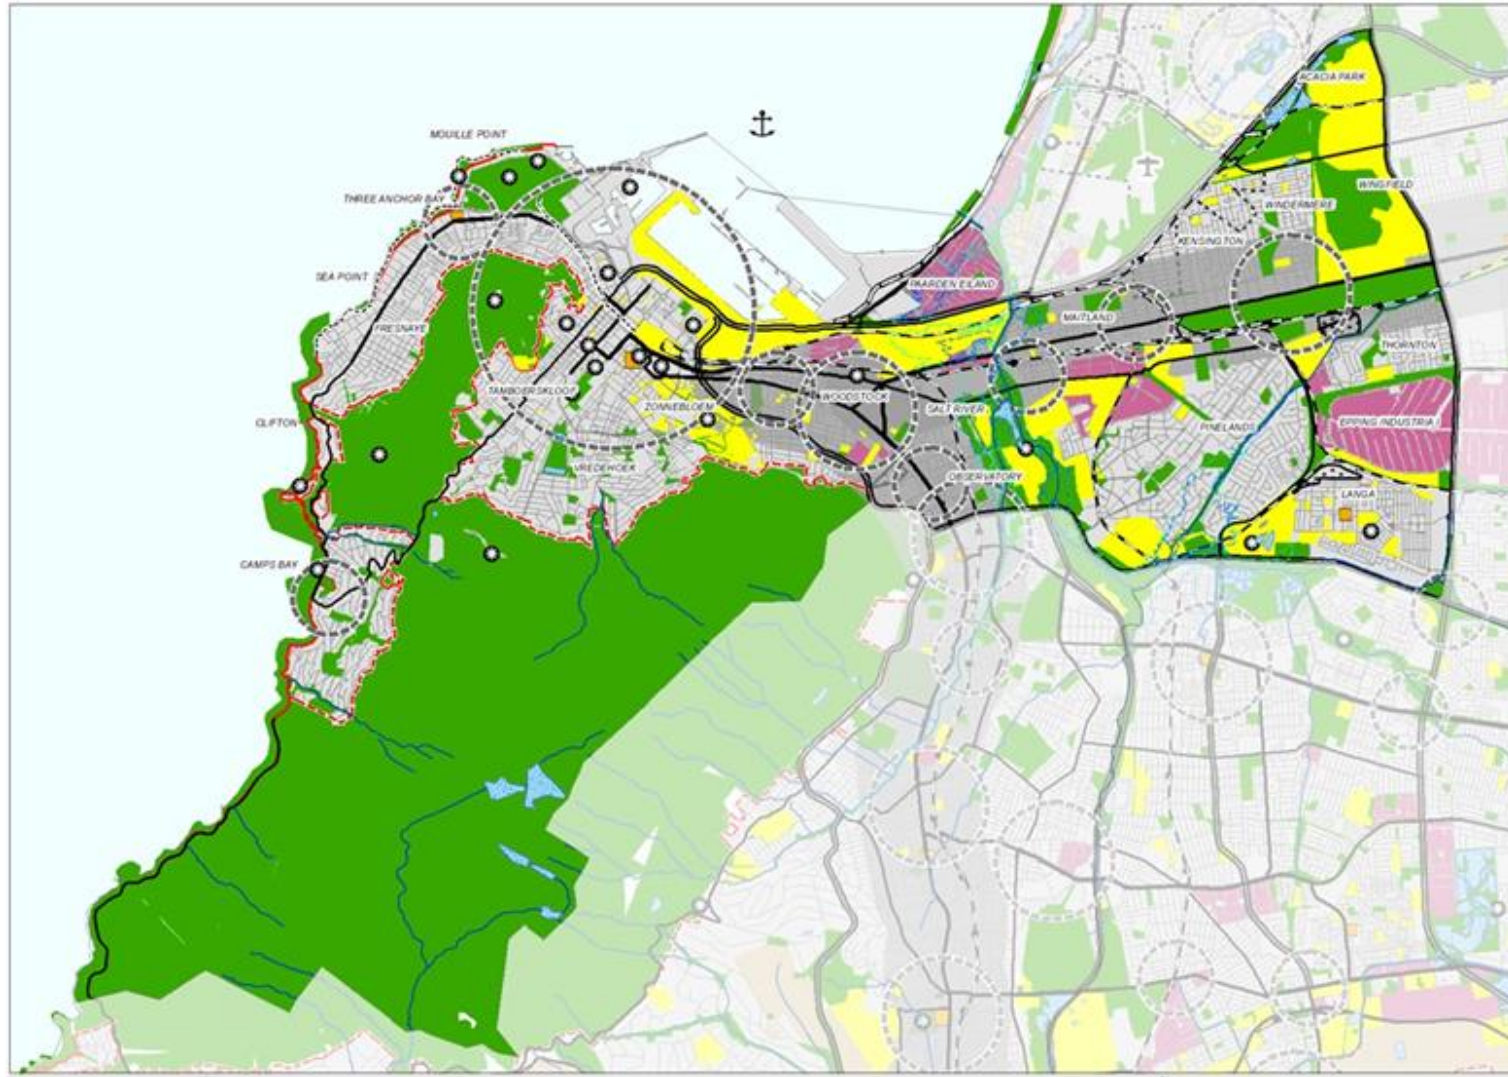 ACACIA PARK
MOUILLE POINT
WINGFIELD
THREE ANCHOR BAY
WINDERMERE
KENSINGTON
SEA POINT
PAARDEN EILAND
MAITLAND
FRESNAYE
THORNTON
TAMBOERSKLOOF
WOODSTOCK
ZONNEBLOEM
SALT RIVER
CLIFTON
EPPING INDUSTRIA I
PINELANDS
VREDEHOEK
OBSERVATORY
LANGA
CAMPS BAY